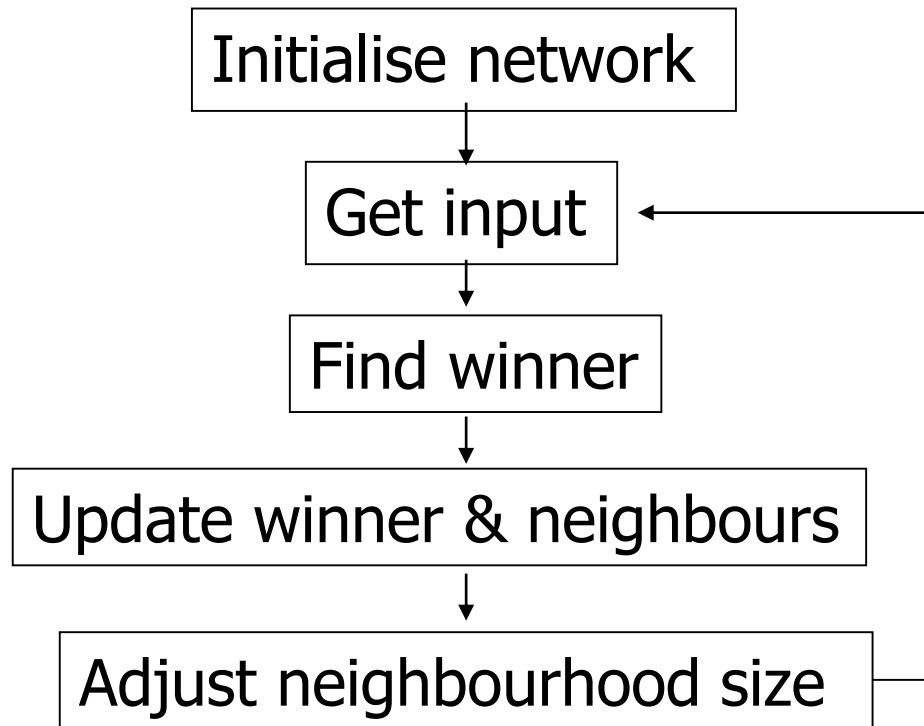 Initialise network
Get input
Find winner
Update winner & neighbours
Adjust neighbourhood size